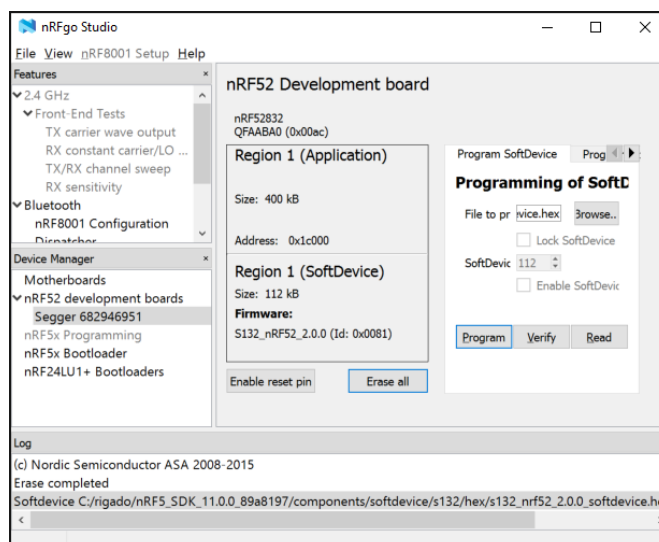 nRFgo Studio
File View nRF8001 Setup Help
Features
2.4 GHz
Front-End Tests
TX carrier wave output
RX constant carrier/LO ...
TX/RX channel sweep
RX sensitivity
Bluetooth
nRF8001 Configuration
Dispatcher
Device Manager
Motherboards
nRF52 development boards
Segger 682946951
nRF5x Programming
nRF5x Bootloader
nRF24LU1+ Bootloaders
nRF52 Development board
nRF52832
QFAABA0 (0x00ac)
Region 1 (Application)
Size: 400 kB
Address: 0x1c000
Region 1 (SoftDevice)
Size: 112 kB
Firmware:
S132_nRF52_2.0.0 (Id: 0x0081)
Enable reset pin Erase all
Program SoftDevice Prog
Programming of SoftD
File to pr vice.hex Browse..
Lock SoftDevice
SoftDevic 112
Enable SoftDevic
Program Verify Read
Log
(c) Nordic Semiconductor ASA 2008-2015
Erase completed
Softdevice C:/rigado/nRF5_SDK_11.0.0_89a8197/components/softdevice/s132/hex/s132_nrf52_2.0.0_softdevice.he